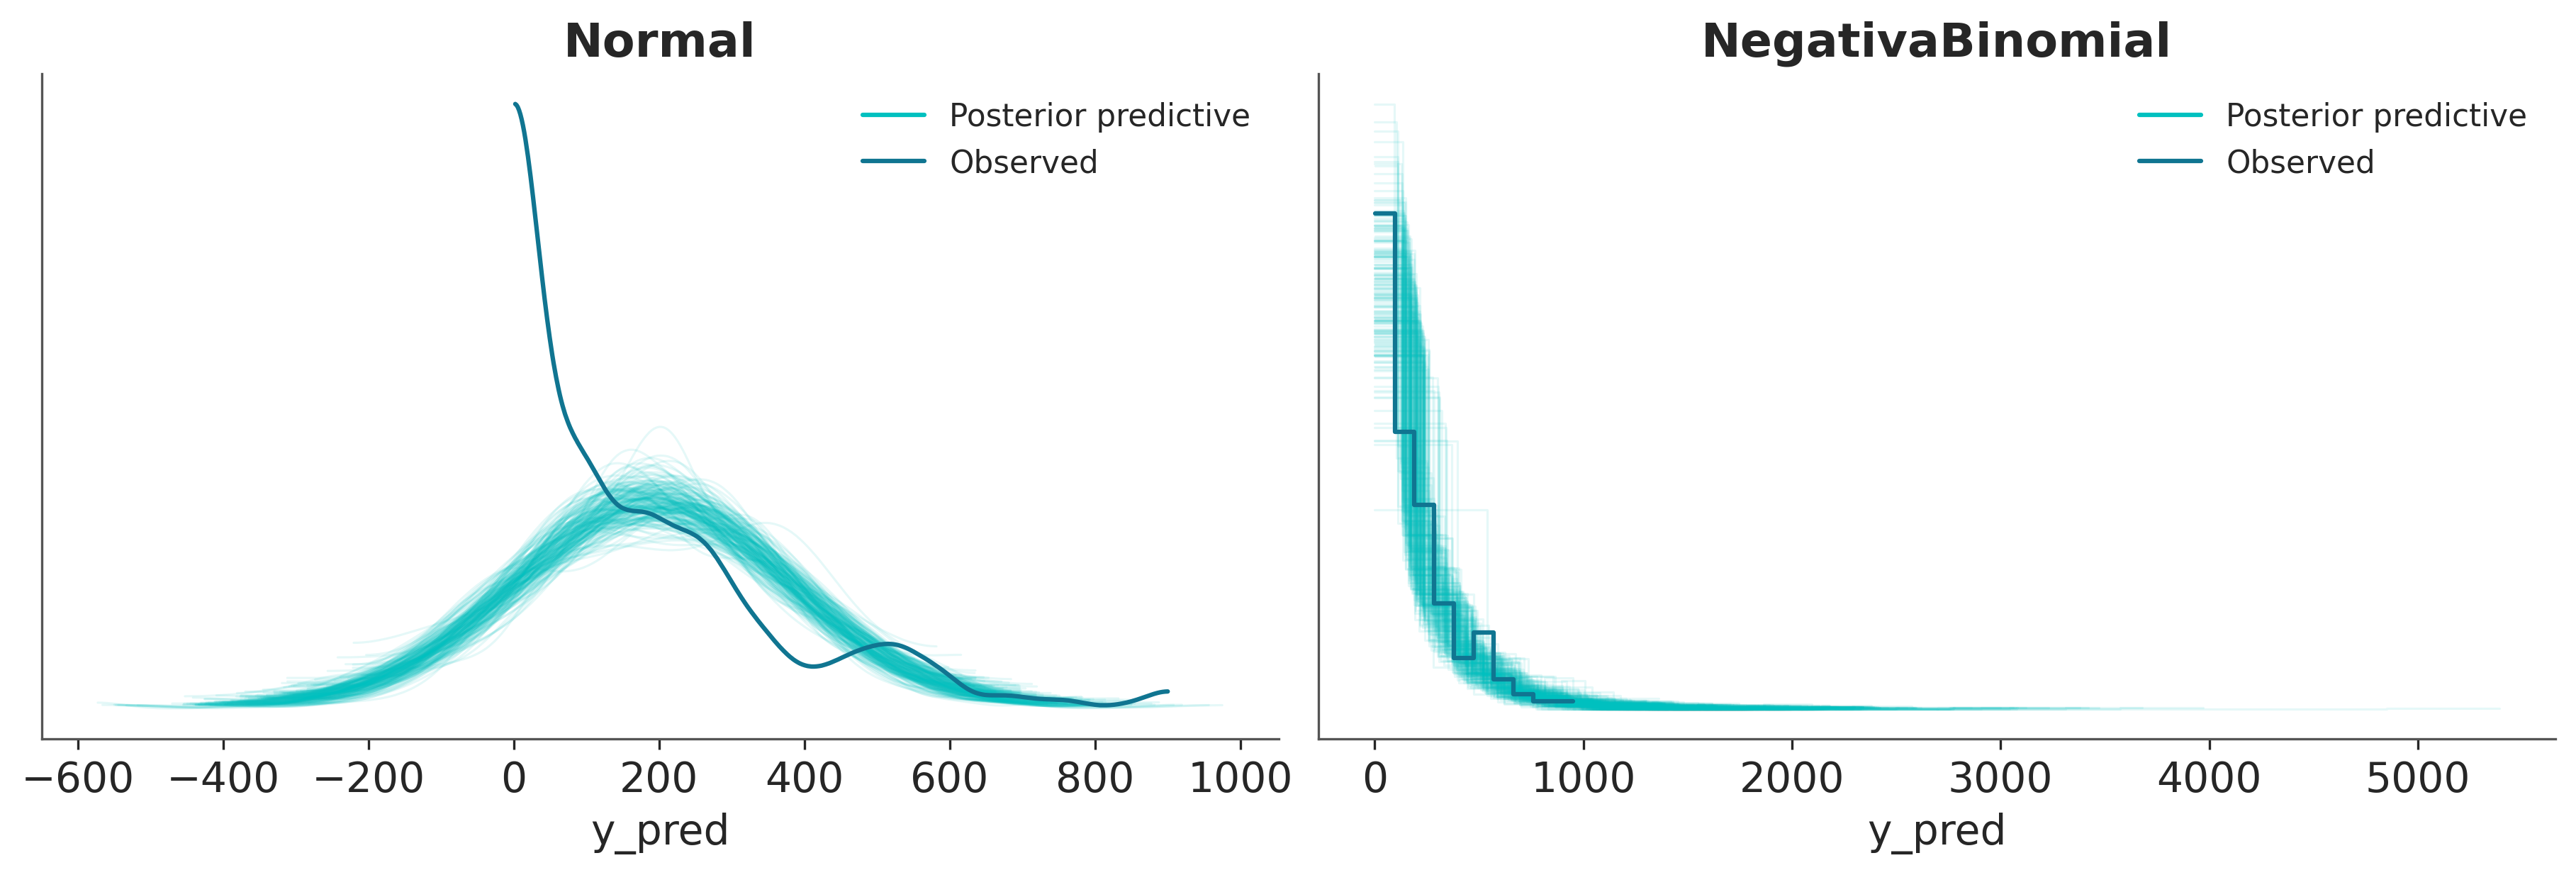 Normal
Posterior predictive
Observed
−600 −400 −200 0 200 400 600 800 1000
y_pred
NegativaBinomial
Posterior predictive
Observed
0 1000 2000 3000 4000 5000
y_pred